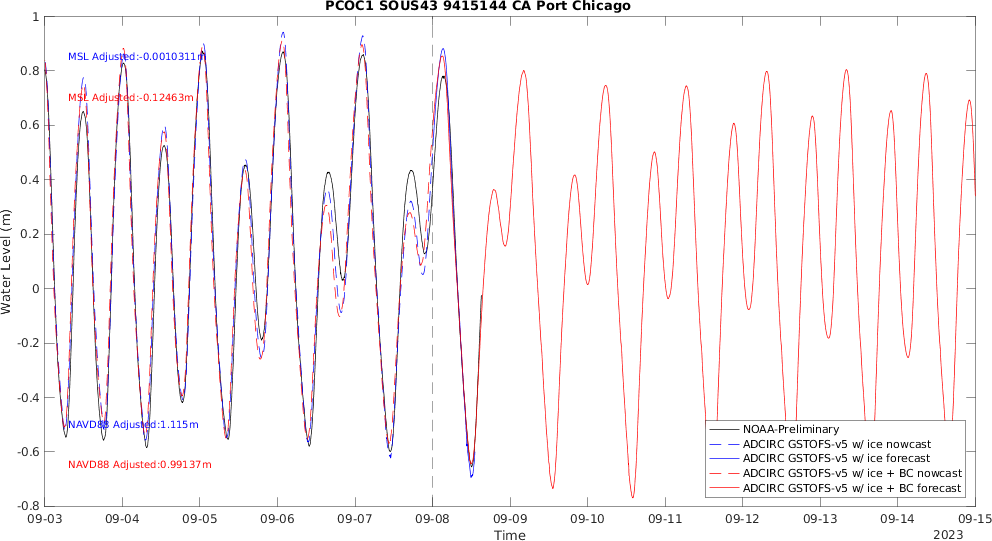 PCOC1 SOUS43 9415144 CA Port Chicago
1
0.8
0.6
0.4
0.2
0
-0.2
-0.4
-0.6
-0.8
Water Level (m)
MSL Adjusted:-0.0010311m
MSL Adjusted:-0.12463m
NAVD88 Adjusted:1.115m
NAVD88 Adjusted:0.99137m
NOAA-Preliminary
ADCIRC GSTOFS-v5 w/ ice nowcast
ADCIRC GSTOFS-v5 w/ ice forecast
ADCIRC GSTOFS-v5 w/ ice + BC nowcast
ADCIRC GSTOFS-v5 w/ ice + BC forecast
09-03 09-04 09-05 09-06 09-07 09-08 09-09 09-10 09-11 09-12 09-13 09-14 09-15
Time
2023